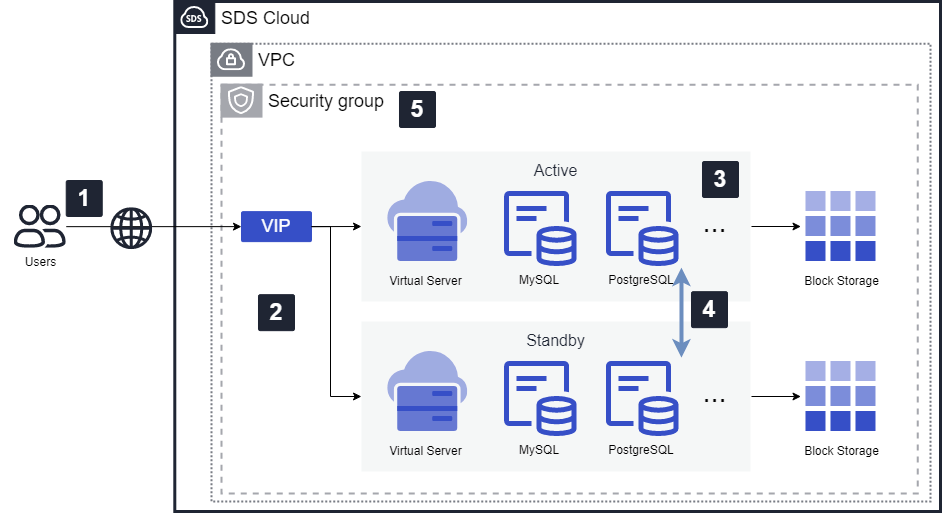 SDS
SDS Cloud
VPC
Security group
5
1
Users
VIP
2
Active
3
Virtual Server
MySQL
PostgreSQL
...
Block Storage
4
Standby
Virtual Server
MySQL
PostgreSQL
...
Block Storage